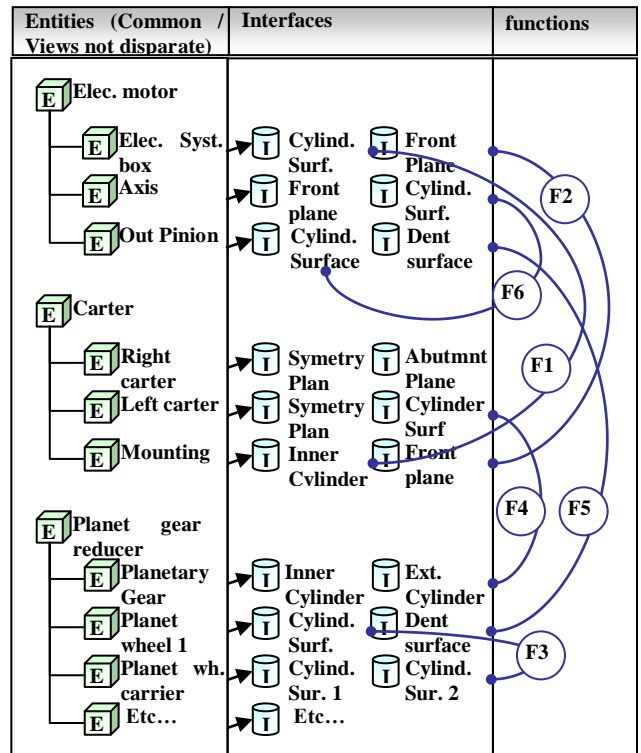 Entities (Common / Interfaces functions
Views not disparate)
E Elec. motor
E Elec. Syst. box I Cylind. Surf. I Front Plane
F2
E Axis I Front plane I Cylind. Surf.
E Out Pinion I Cylind. Surface I Dent surface
F6
E Carter
E Right carter I Symetry Plan I Abutmnt Plane
F1
E Left carter I Symetry Plan I Cylinder Surf
E Mounting I Inner Cylinder I Front plane
F4 F5
E Planet gear reducer
E Planetary Gear I Inner Cylinder I Ext. Cylinder
E Planet wheel 1 I Cylind. Surf. I Dent surface
F3
E Planet wh. carrier I Cylind. Sur. 1 I Cylind. Sur. 2
E Etc… I Etc…